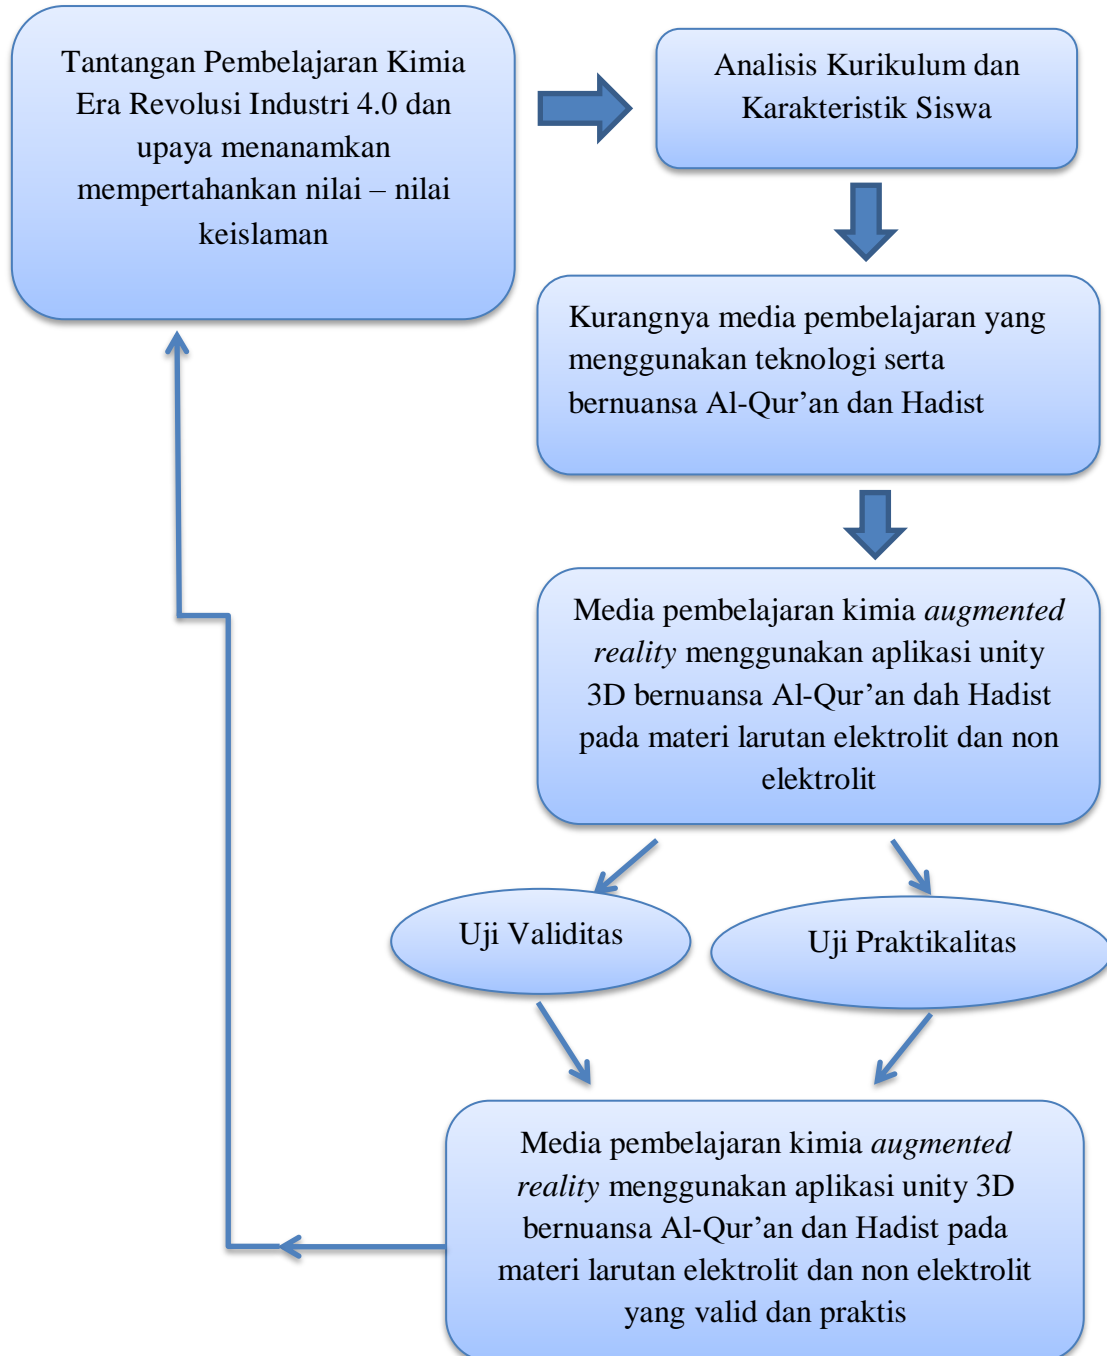 Tantangan Pembelajaran Kimia
Era Revolusi Industri 4.0 dan
upaya menanamkan
mempertahankan nilai – nilai
keislaman
Analisis Kurikulum dan
Karakteristik Siswa
Kurangnya media pembelajaran yang
menggunakan teknologi serta
bernuansa Al-Qur’an dan Hadist
Media pembelajaran kimia augmented
reality menggunakan aplikasi unity
3D bernuansa Al-Qur’an dah Hadist
pada materi larutan elektrolit dan non
elektrolit
Uji Validitas
Uji Praktikalitas
Media pembelajaran kimia augmented
reality menggunakan aplikasi unity 3D
bernuansa Al-Qur’an dan Hadist pada
materi larutan elektrolit dan non elektrolit
yang valid dan praktis